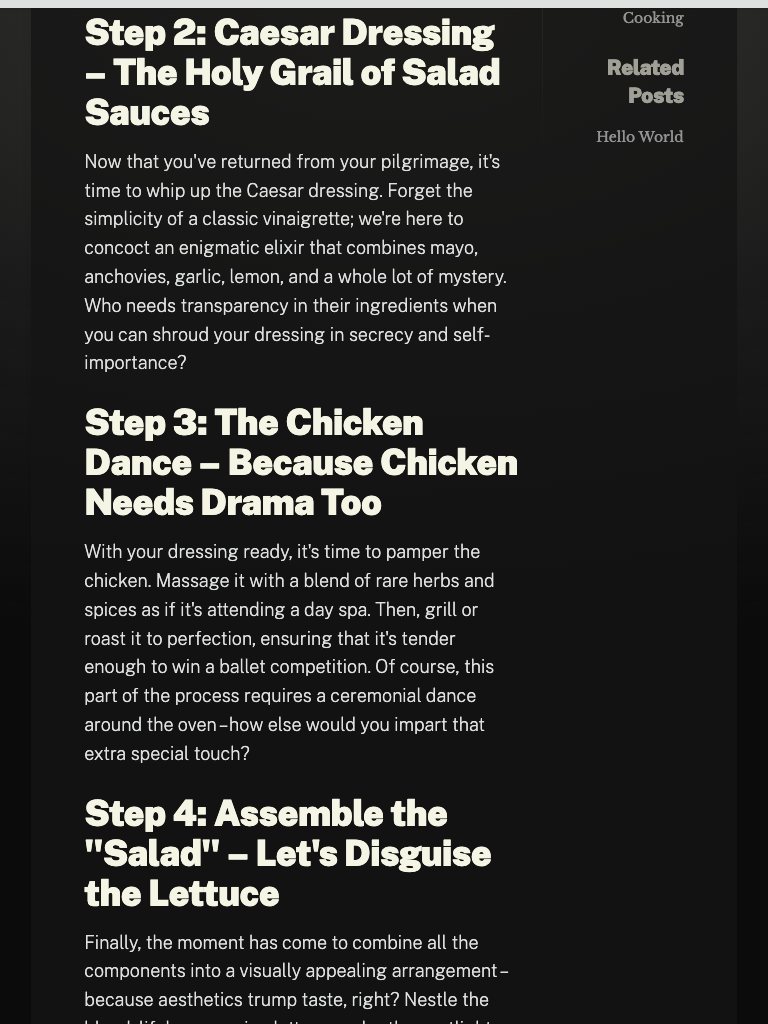 Step 2: Caesar Dressing
– The Holy Grail of Salad
Sauces
Now that you've returned from your pilgrimage, it's
time to whip up the Caesar dressing. Forget the
simplicity of a classic vinaigrette; we're here to
concoct an enigmatic elixir that combines mayo,
anchovies, garlic, lemon, and a whole lot of mystery.
Who needs transparency in their ingredients when
you can shroud your dressing in secrecy and self-
importance?
Step 3: The Chicken
Dance – Because Chicken
Needs Drama Too
With your dressing ready, it's time to pamper the
chicken. Massage it with a blend of rare herbs and
spices as if it's attending a day spa. Then, grill or
roast it to perfection, ensuring that it's tender
enough to win a ballet competition. Of course, this
part of the process requires a ceremonial dance
around the oven–how else would you impart that
extra special touch?
Step 4: Assemble the
"Salad" – Let's Disguise
the Lettuce
Finally, the moment has come to combine all the
components into a visually appealing arrangement–
because aesthetics trump taste, right? Nestle the
Cooking
Related
Posts
Hello World